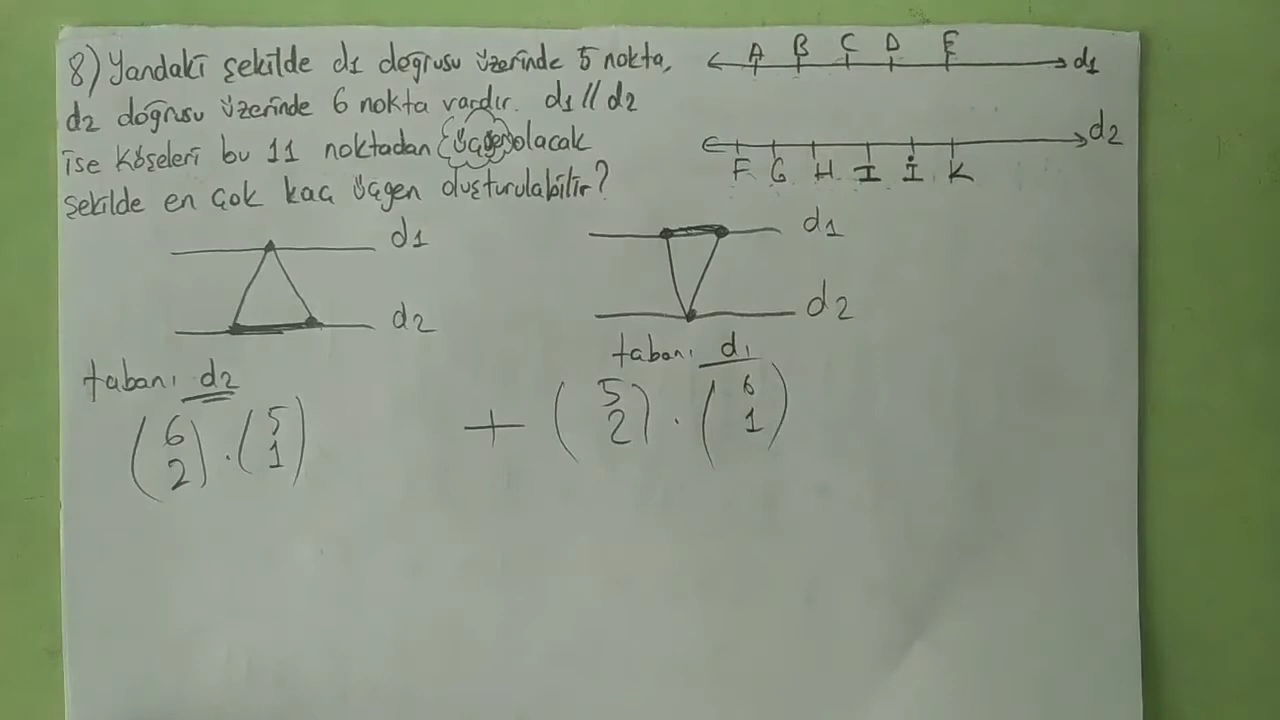 8) Yandaki şekilde d1 doğrusu üzerinde 5 nokta,
d2 doğrusu üzerinde 6 nokta vardır. d1 // d2
ise köşeleri bu 11 noktadan üçgen olacak
şekilde en çok kaç üçgen oluşturulabilir?
A B C D E d1
d2
F G H I İ K
d1
d2
d1
d2
tabanı d2
tabanı d1
(6 2) . (5 1) + (5 2) . (6 1)